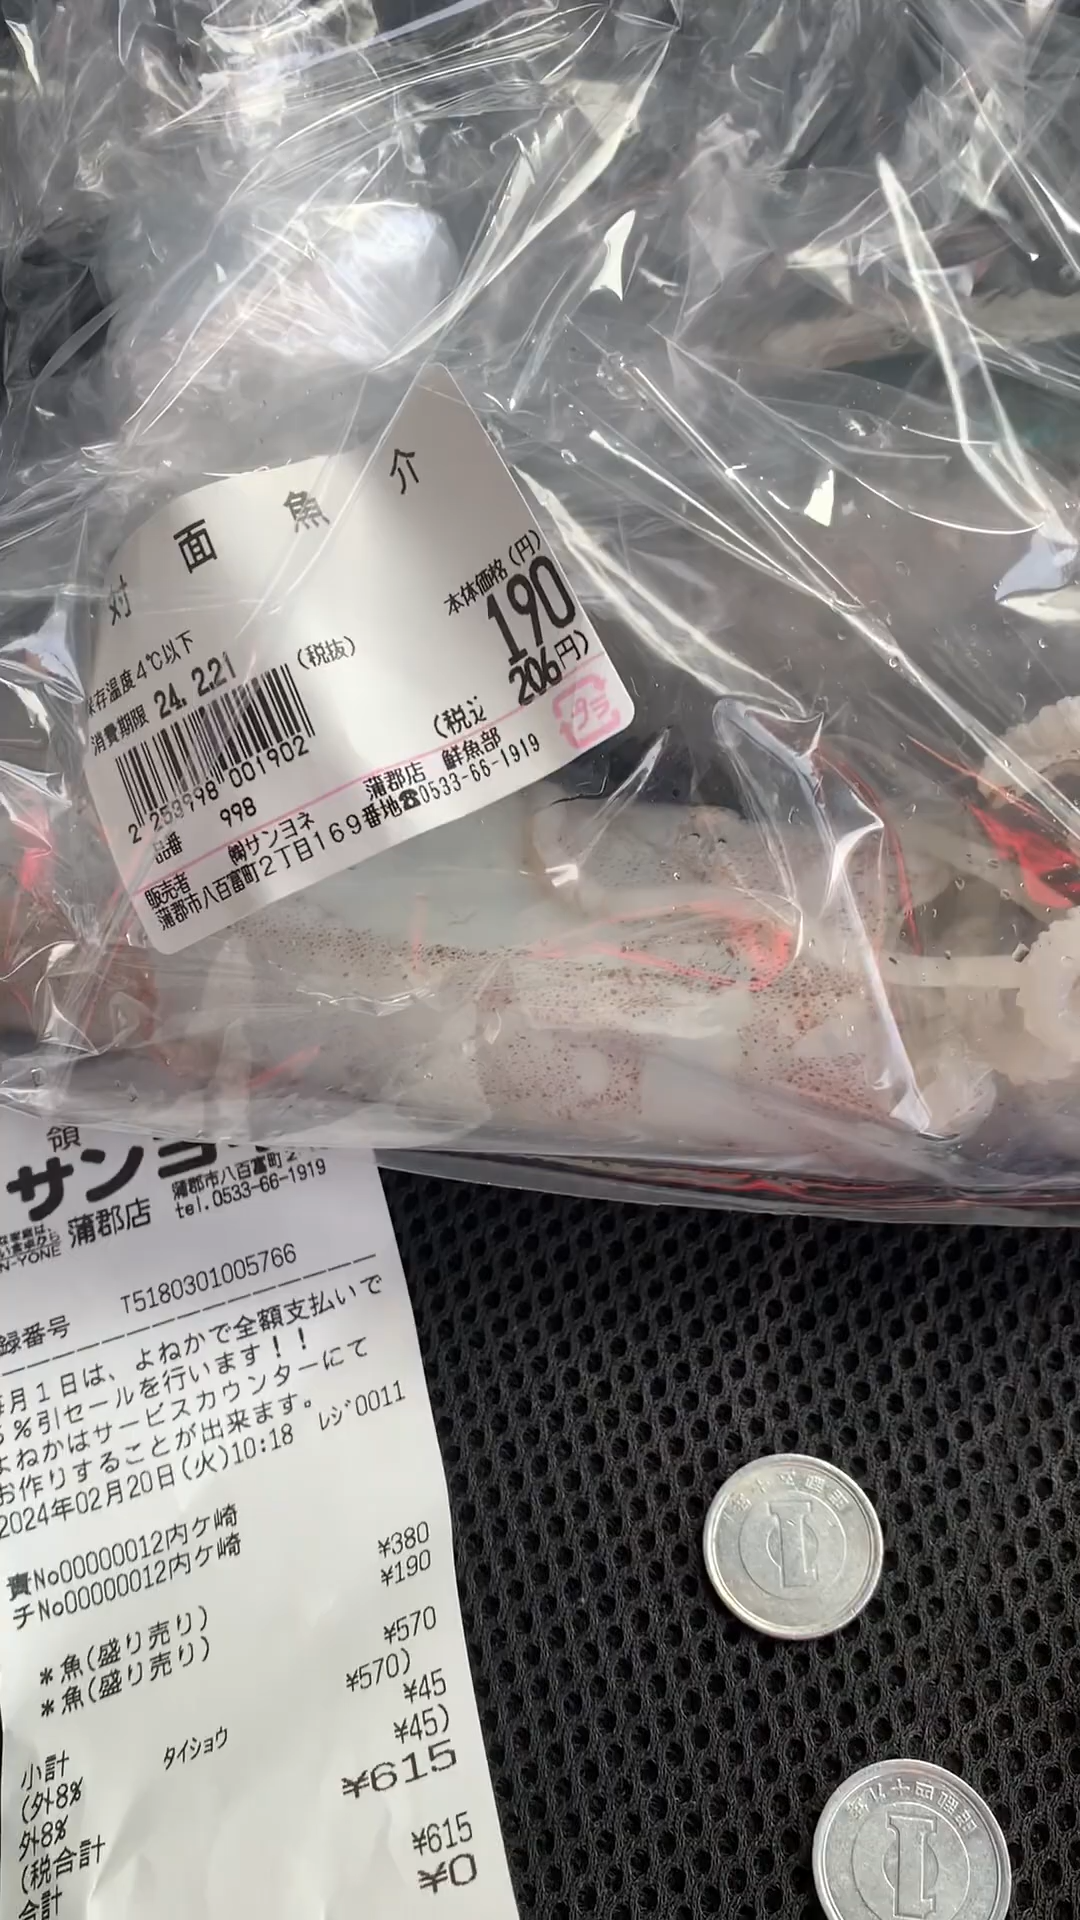 対面魚介
保存温度4℃以下
消費期限 24. 2.21
(税抜)
本体価格(円)
190
206円)
(税込
2 253998 001902
品番 998
プラ
蒲郡店 鮮魚部
販売者 ㈱サンヨネ
蒲郡市八百富町2丁目169番地☎0533-66-1919
領
サンヨ
蒲郡市八百富町2
tel.0533-66-1919
N-YONE
蒲郡店
録番号 T5180301005766
毎月1日は、よねかで全額支払いで
5%引セールを行います!!
よねかはサービスカウンターにて
お作りすることが出来ます。
2024年02月20日(火)10:18 レジ0011
責No00000012内ケ崎
チNo00000012内ケ崎
*魚(盛り売り) ¥380
*魚(盛り売り) ¥190
小計 ¥570
(外8% タイショウ ¥570)
外8% ¥45
(税合計 ¥45)
合計 ¥615
¥615
¥0
1
1